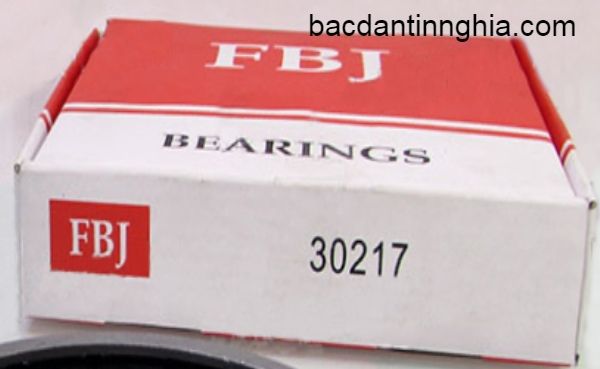 bacdantinnghia.com
FBJ
BEARINGS
FBJ
30217